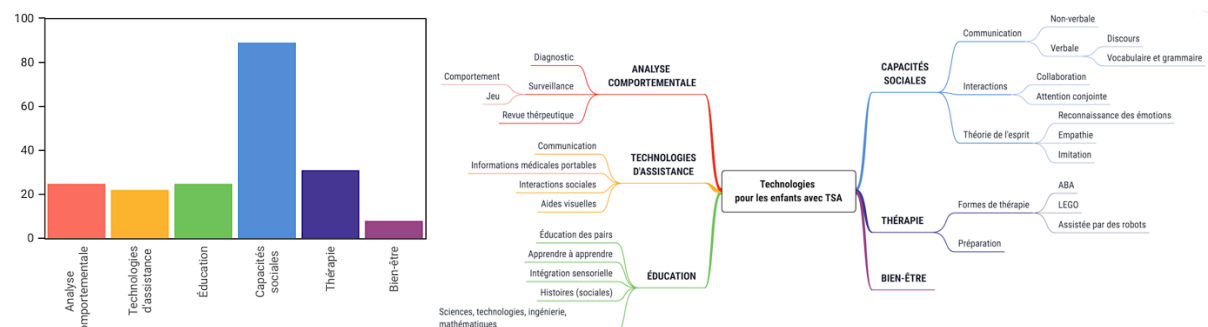 100
80
60
40
20
0
Analyse
omportementale
Technologies
d'assistance
Éducation
Capacités
sociales
Thérapie
Bien-être
Technologies
pour les enfants avec TSA
ANALYSE
COMPORTEMENTALE
Diagnostic
Surveillance
Comportement
Jeu
Revue thérpeutique
TECHNOLOGIES
D'ASSISTANCE
Communication
Informations médicales portables
Interactions sociales
Aides visuelles
ÉDUCATION
Éducation des pairs
Apprendre à apprendre
Intégration sensorielle
Histoires (sociales)
Sciences, technologies, ingénierie,
mathématiques
CAPACITÉS
SOCIALES
Communication
Non-verbale
Verbale
Discours
Vocabulaire et grammaire
Interactions
Collaboration
Attention conjointe
Théorie de l'esprit
Reconnaissance des émotions
Empathie
Imitation
THÉRAPIE
Formes de thérapie
ABA
LEGO
Assistée par des robots
Préparation
BIEN-ÊTRE